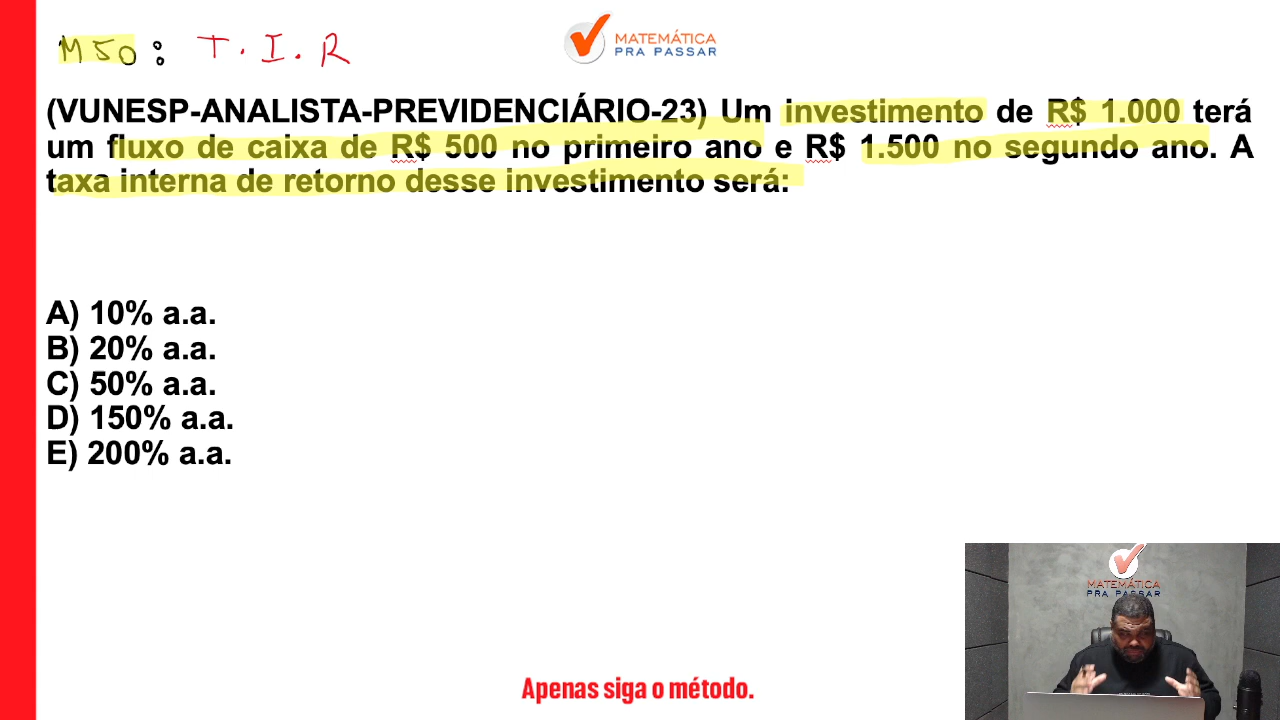 M50: T.I.R
MATEMÁTICA
PRA PASSAR
(VUNESP-ANALISTA-PREVIDENCIÁRIO-23) Um investimento de R$ 1.000 terá
um fluxo de caixa de R$ 500 no primeiro ano e R$ 1.500 no segundo ano. A
taxa interna de retorno desse investimento será:
A) 10% a.a.
B) 20% a.a.
C) 50% a.a.
D) 150% a.a.
E) 200% a.a.
MATEMÁTICA
PRA PASSAR
Apenas siga o método.